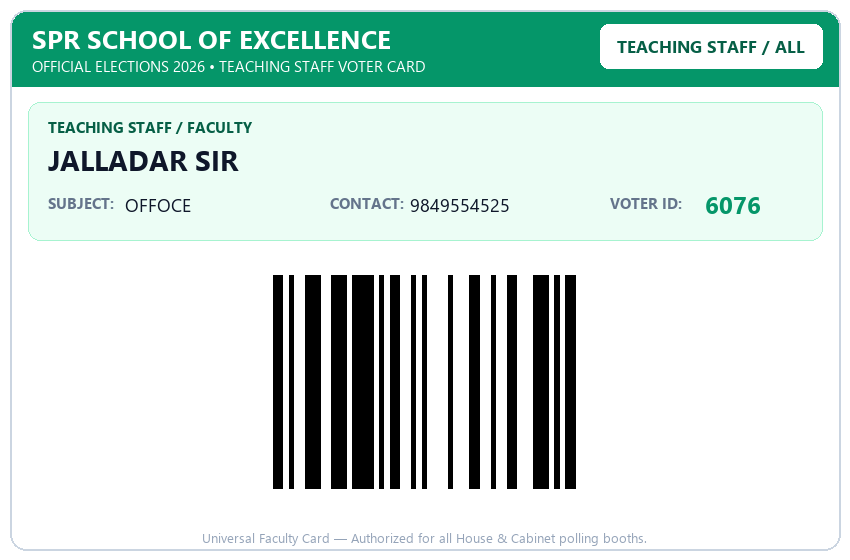 SPR SCHOOL OF EXCELLENCE
OFFICIAL ELECTIONS 2026 • TEACHING STAFF VOTER CARD
TEACHING STAFF / ALL
TEACHING STAFF / FACULTY
JALLADAR SIR
SUBJECT: OFFOCE CONTACT: 9849554525 VOTER ID: 6076
Universal Faculty Card — Authorized for all House & Cabinet polling booths.